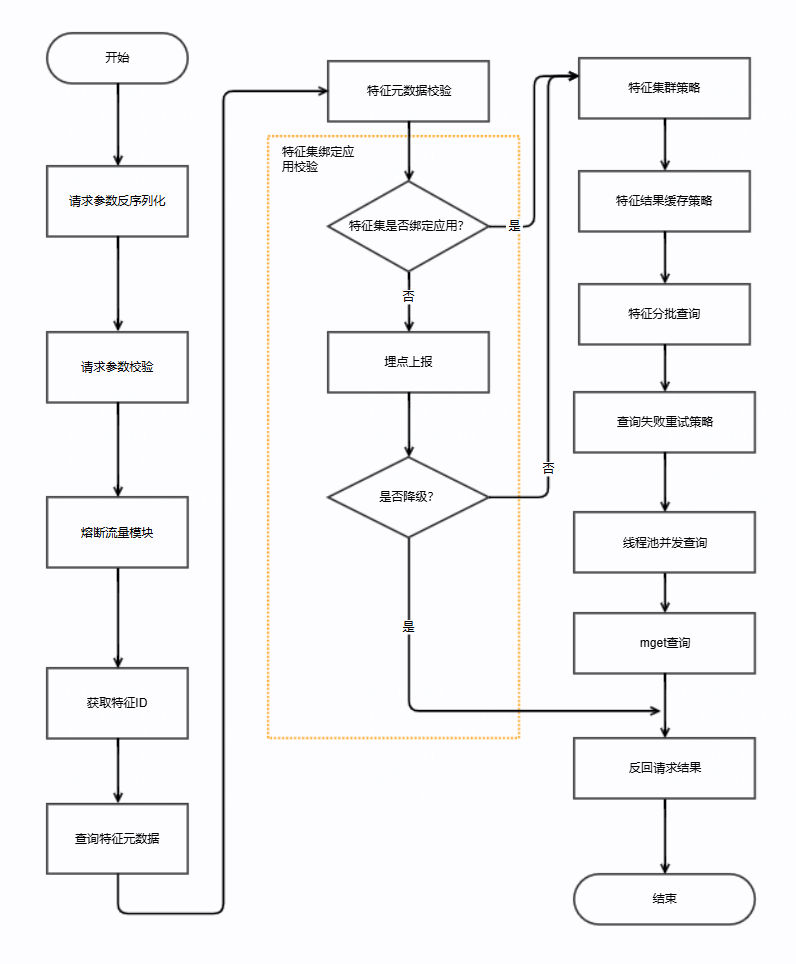 开始
请求参数反序列化
请求参数校验
熔断流量模块
获取特征ID
查询特征元数据
特征元数据校验
特征集绑定应
用校验
特征集是否绑定应用?
是
否
埋点上报
是否降级?
否
是
特征集群策略
特征结果缓存策略
特征分批查询
查询失败重试策略
线程池并发查询
mget查询
反回请求结果
结束